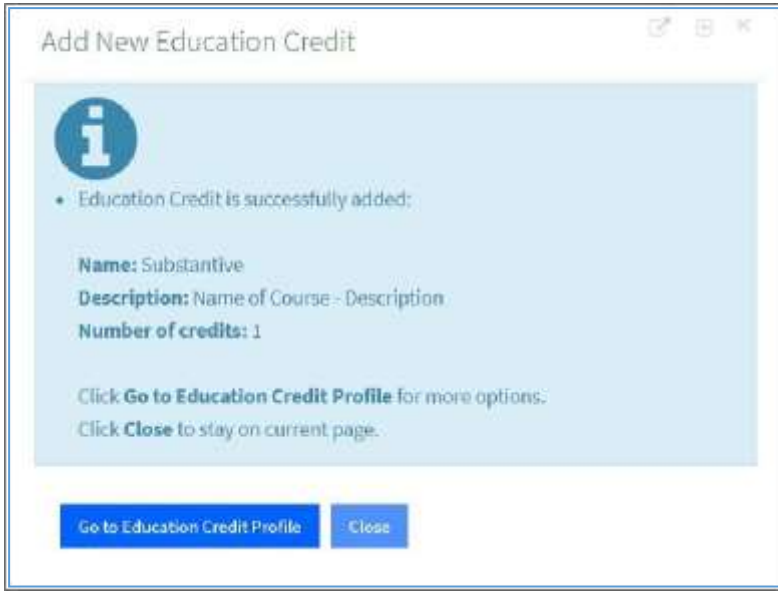 Add New Education Credit
• Education Credit is successfully added:
Name: Substantive
Description: Name of Course - Description
Number of credits: 1
Click Go to Education Credit Profile for more options.
Click Close to stay on current page.
Go to Education Credit Profile
Close